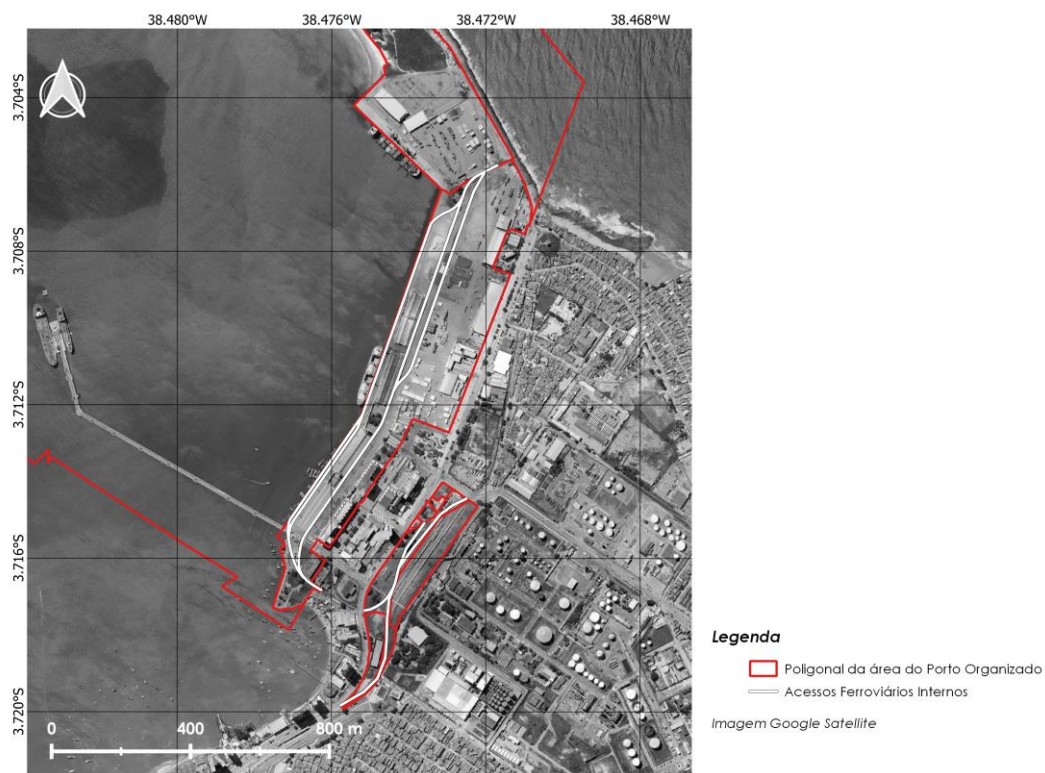 38.480°W 38.476°W 38.472°W 38.468°W
3.704°S
3.708°S
3.712°S
3.716°S
3.720°S
0 400 800 m
Legenda
Poligonal da área do Porto Organizado
Acessos Ferroviários Internos
Imagem Google Satellite